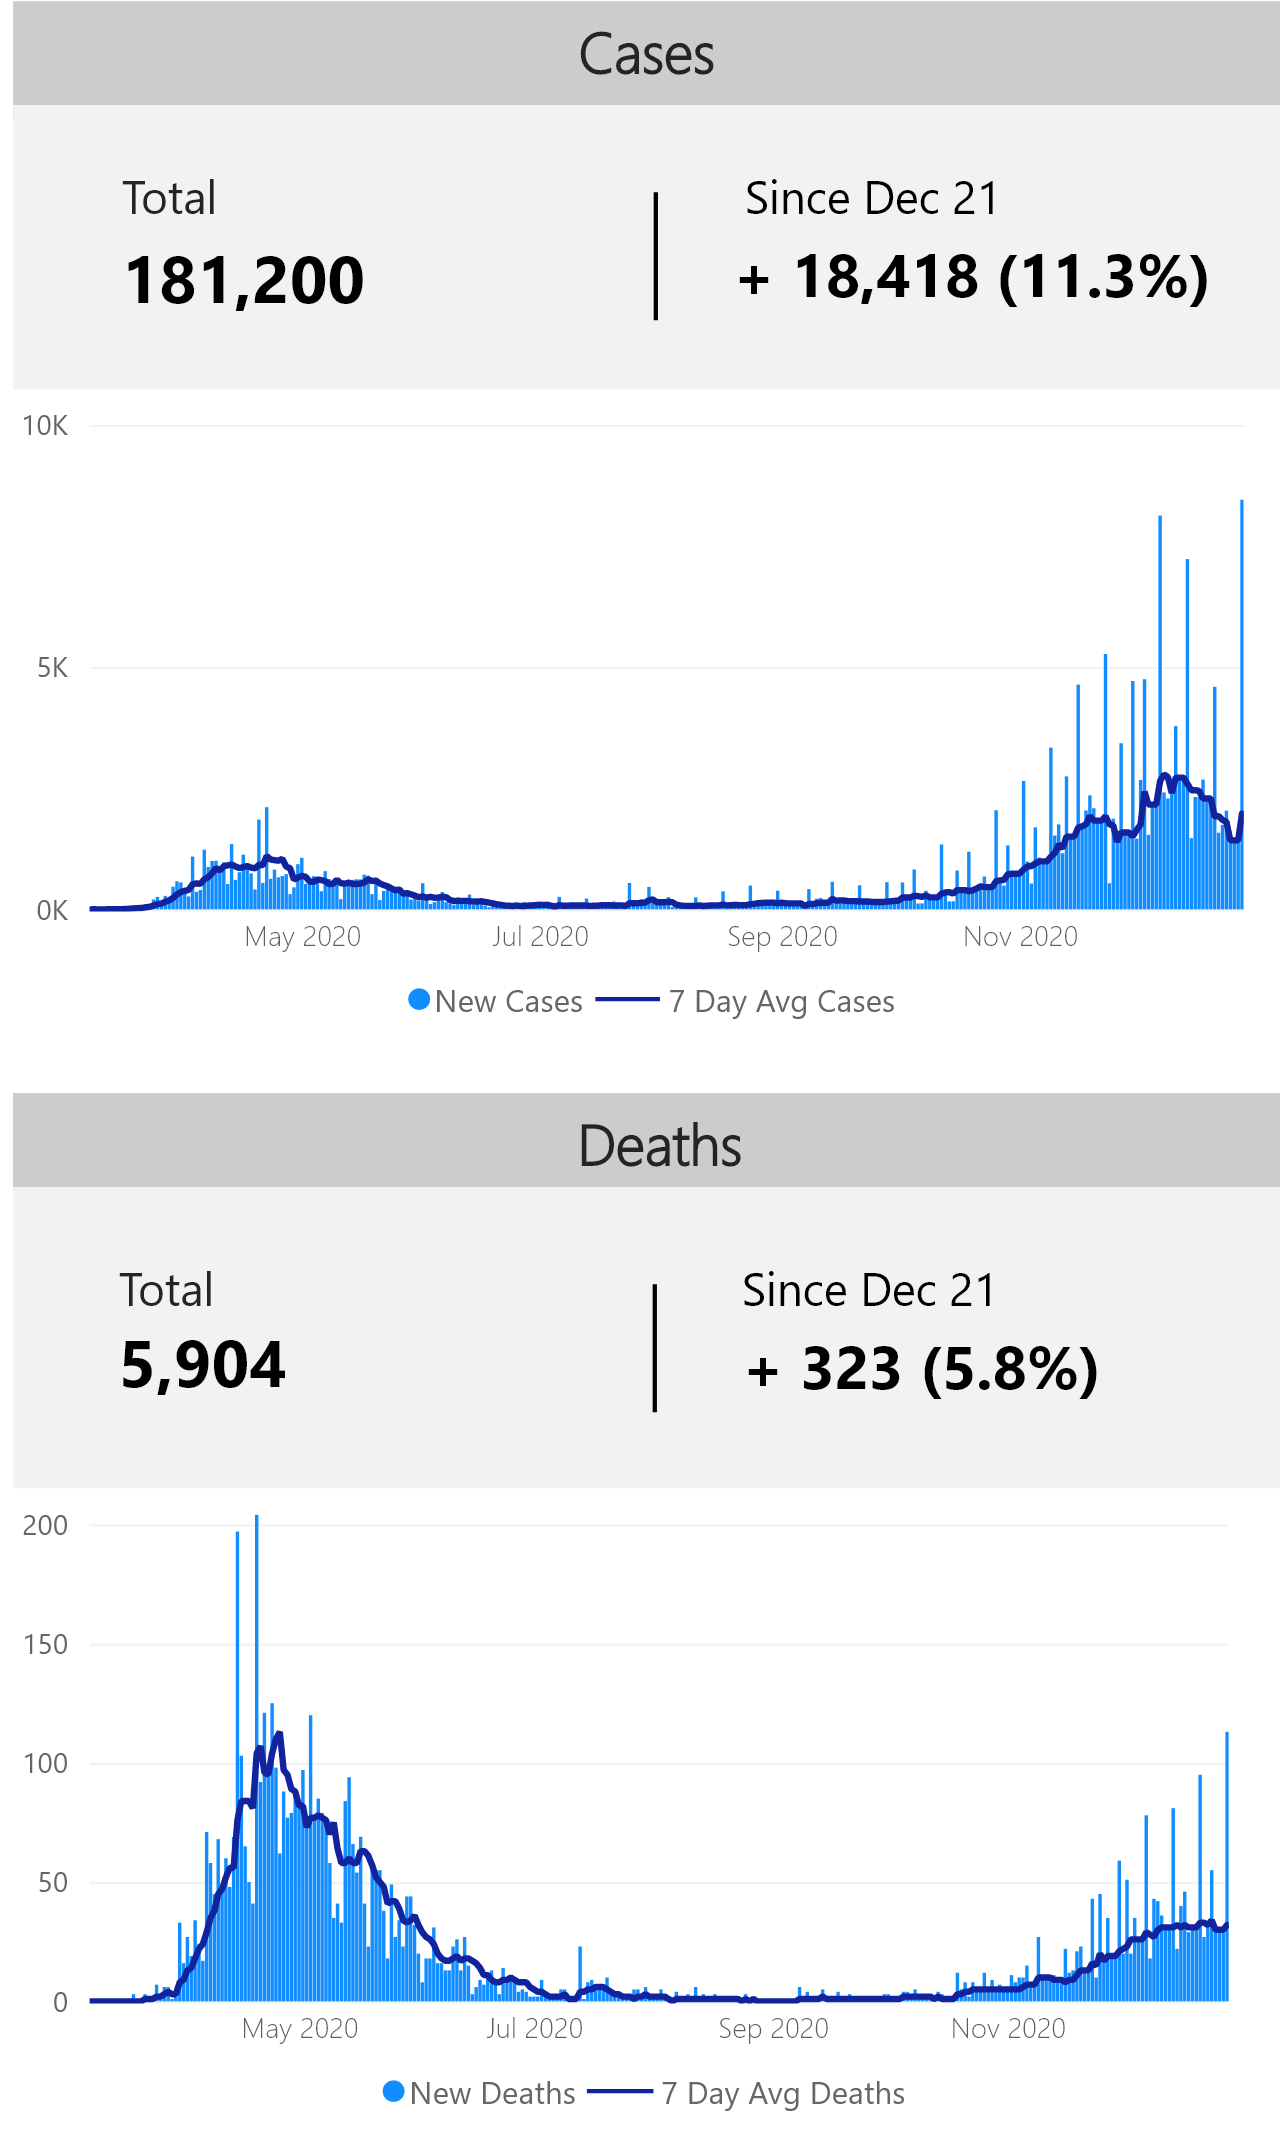 Cases
Total
Since Dec 21
181,200
+ 18,418 (11.3%)
10K
5K
0K
May 2020
Jul 2020
Sep 2020
Nov 2020
New Cases
7 Day Avg Cases
Deaths
Total
Since Dec 21
5,904
+ 323 (5.8%)
200
150
100
50
0
May 2020
Jul 2020
Sep 2020
Nov 2020
New Deaths
7 Day Avg Deaths